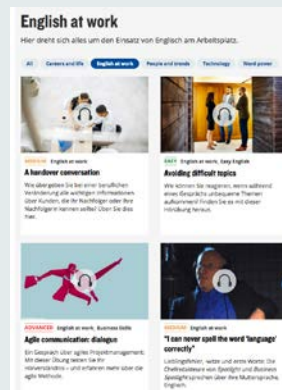 English at work
Hier dreht sich alles um den Einsatz von Englisch am Arbeitsplatz.
All
Careers and life
English at work
People and trends
Technology
Word power
MEDIUM English at work
A handover conversation
Wie übergeben Sie bei einer beruflichen
Veränderung alle wichtigen Informationen
über Kunden, die Ihr Nachfolger oder Ihre
Nachfolgerin kennen sollte? Üben Sie dies
hier.
EASY English at work, Easy English
Avoiding difficult topics
Wie können Sie reagieren, wenn während
eines Gesprächs unbequeme Themen
aufkommen? Finden Sie es mit dieser
Hörübung heraus.
ADVANCED English at work, Business Skills
Agile communication: dialogue
Ein Gespräch über agiles Projektmanagement:
Mit dieser Übung testen Sie Ihr
Hörverständnis – und erfahren mehr über die
agile Methode.
MEDIUM English at work
"I can never spell the word 'language'
correctly"
Lieblingsfehler, -witze und -worte: Die
Chefredakteure von Spotlight und Business
Spotlight sprechen über ihre Muttersprache,
Englisch.